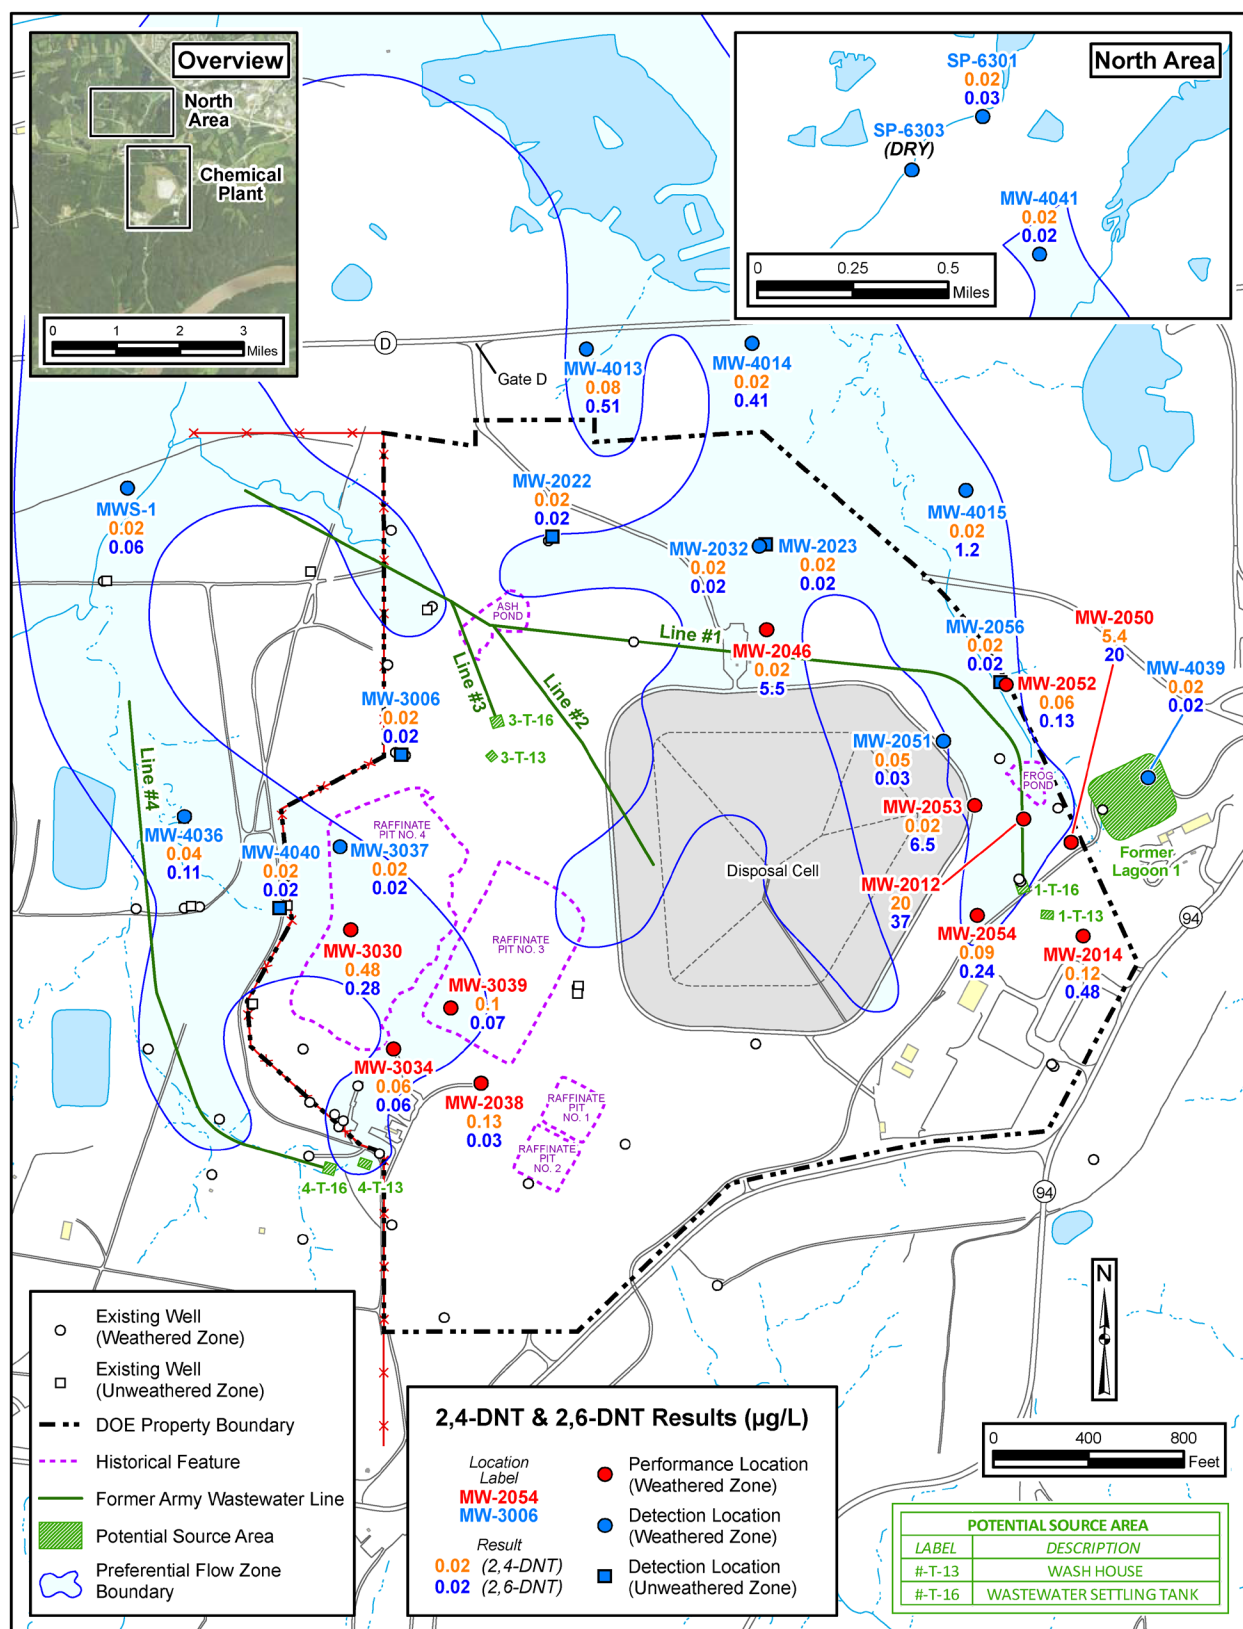 Overview
North
Area
Chemical
Plant
0 1 2 3
Miles
North Area
SP-6301
0.02
0.03
SP-6303
(DRY)
MW-4041
0.02
0.02
0 0.25 0.5
Miles
D
Gate D
MW-4013
0.08
0.51
MW-4014
0.02
0.41
MWS-1
0.02
0.06
MW-2022
0.02
0.02
MW-4015
0.02
1.2
MW-2032
0.02
0.02
MW-2023
0.02
0.02
ASH
POND
Line #1
Line #3
Line #2
MW-2046
0.02
5.5
MW-2056
0.02
0.02
MW-2050
5.4
20
MW-4039
0.02
0.02
MW-2052
0.06
0.13
MW-3006
0.02
0.02
3-T-16
3-T-13
MW-2051
0.05
0.03
FROG
POND
Line #4
MW-4036
0.04
0.11
MW-4040
0.02
0.02
RAFFINATE
PIT NO. 4
MW-3037
0.02
0.02
MW-2053
0.02
6.5
Former
Lagoon 1
Disposal Cell
MW-2012
20
37
1-T-16
1-T-13
94
MW-3030
0.48
0.28
RAFFINATE
PIT NO. 3
MW-2054
0.09
0.24
MW-2014
0.12
0.48
MW-3039
0.1
0.07
MW-3034
0.06
0.06
MW-2038
0.13
0.03
RAFFINATE
PIT
NO. 1
RAFFINATE
PIT
NO. 2
4-T-16
4-T-13
94
N
Existing Well
(Weathered Zone)
Existing Well
(Unweathered Zone)
DOE Property Boundary
Historical Feature
Former Army Wastewater Line
Potential Source Area
Preferential Flow Zone
Boundary
2,4-DNT & 2,6-DNT Results (µg/L)
Location
Label
MW-2054
MW-3006
Result
0.02 (2,4-DNT)
0.02 (2,6-DNT)
Performance Location
(Weathered Zone)
Detection Location
(Weathered Zone)
Detection Location
(Unweathered Zone)
0 400 800
Feet
POTENTIAL SOURCE AREA
LABEL DESCRIPTION
#-T-13 WASH HOUSE
#-T-16 WASTEWATER SETTLING TANK